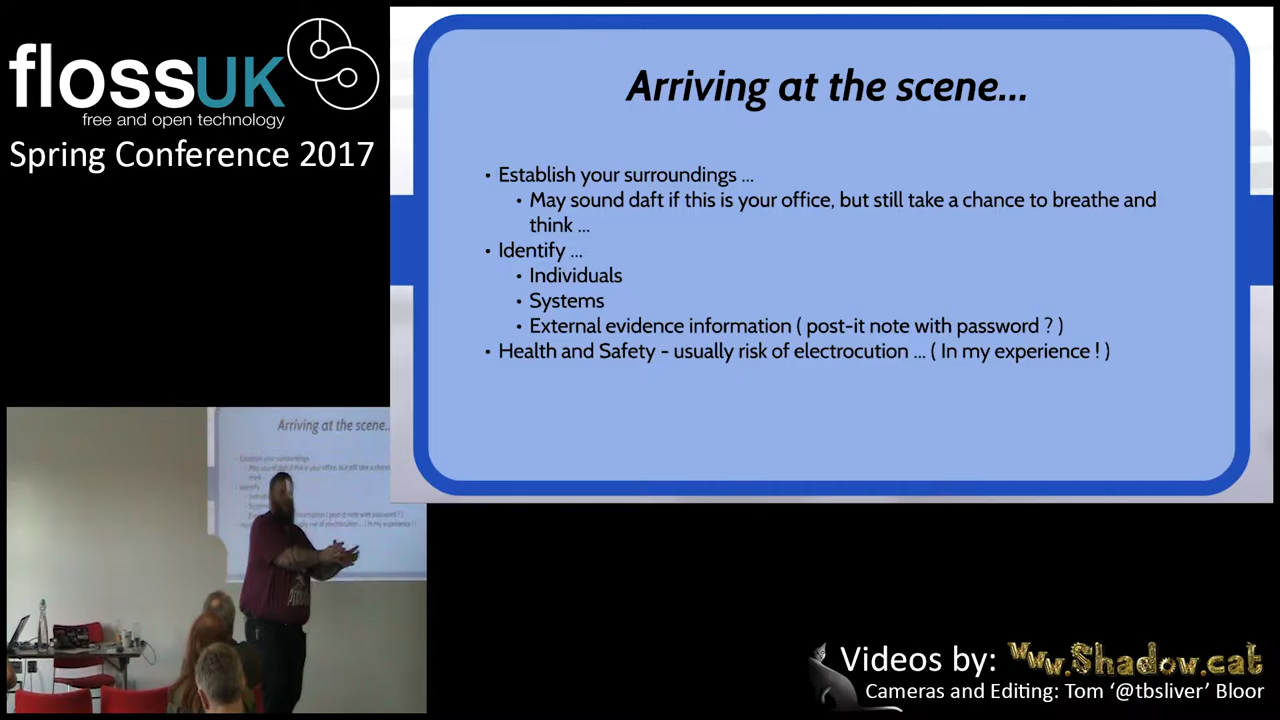 flossUK
free and open technology
Spring Conference 2017
Arriving at the scene...
• Establish your surroundings ...
• May sound daft if this is your office, but still take a chance to breathe and
think ...
• Identify ...
• Individuals
• Systems
• External evidence information ( post-it note with password ? )
• Health and Safety - usually risk of electrocution ... ( In my experience ! )
Arriving at the scene...
Videos by: www.Shadow.cat
Cameras and Editing: Tom ‘@tbsliver’ Bloor